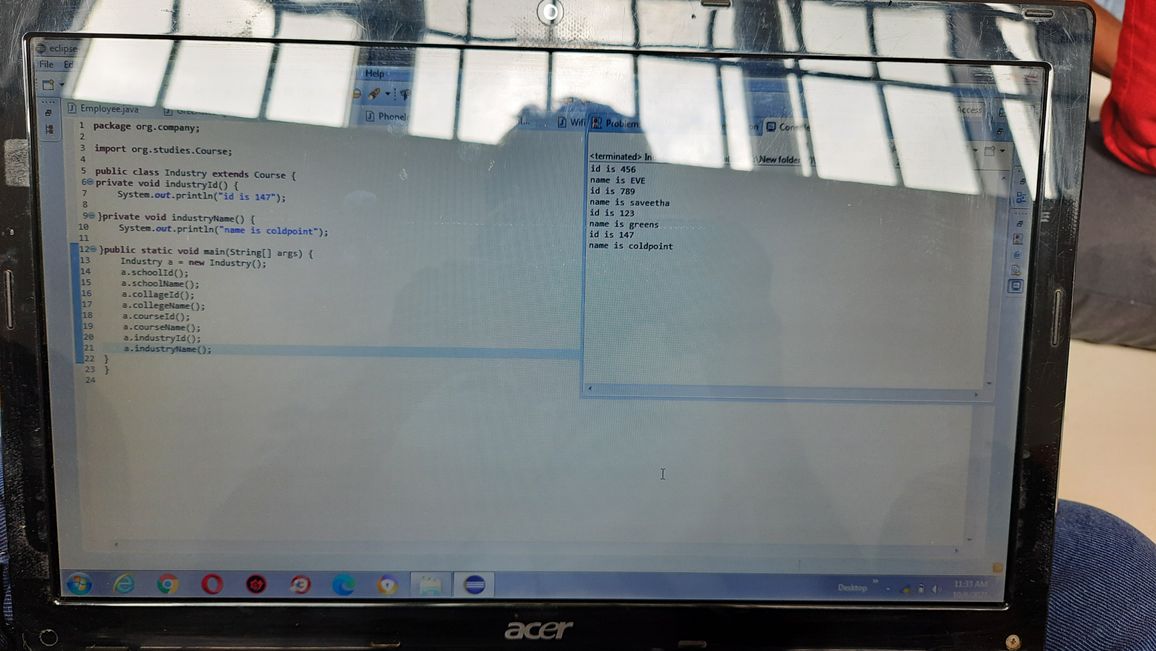 eclipse
File Ed
Help
Employee.java
Phonel
1 package org.company;
2
3 import org.studies.Course;
4
5 public class Industry extends Course {
6 private void industryId() {
7 System.out.println("id is 147");
8
9 }private void industryName() {
10 System.out.println("name is coldpoint");
11
12 }public static void main(String[] args) {
13 Industry a = new Industry();
14 a.schoolId();
15 a.schoolName();
16 a.collageId();
17 a.collegeName();
18 a.courseId();
19 a.courseName();
20 a.industryId();
21 a.industryName();
22 }
23 }
24
Problem
Access
<terminated> In
New folder
id is 456
name is EVE
id is 789
name is saveetha
id is 123
name is greens
id is 147
name is coldpoint
Desktop
11:33 AM
acer